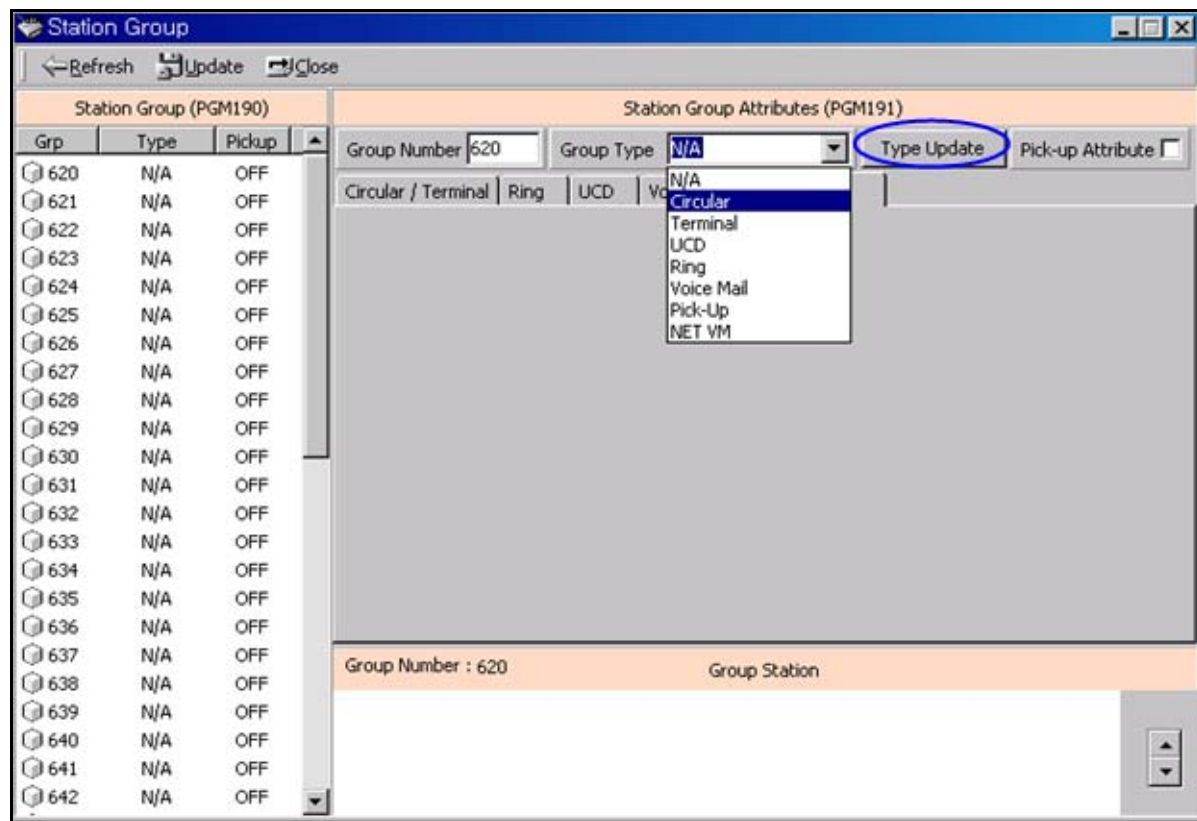 Station Group
Refresh Update Close
Station Group (PGM190)
Grp Type Pickup
620 N/A OFF
621 N/A OFF
622 N/A OFF
623 N/A OFF
624 N/A OFF
625 N/A OFF
626 N/A OFF
627 N/A OFF
628 N/A OFF
629 N/A OFF
630 N/A OFF
631 N/A OFF
632 N/A OFF
633 N/A OFF
634 N/A OFF
635 N/A OFF
636 N/A OFF
637 N/A OFF
638 N/A OFF
639 N/A OFF
640 N/A OFF
641 N/A OFF
642 N/A OFF
Station Group Attributes (PGM191)
Group Number 620 Group Type N/A Type Update Pick-up Attribute
Circular / Terminal Ring UCD
N/A
Circular
Terminal
UCD
Ring
Voice Mail
Pick-Up
NET VM
Group Number : 620 Group Station